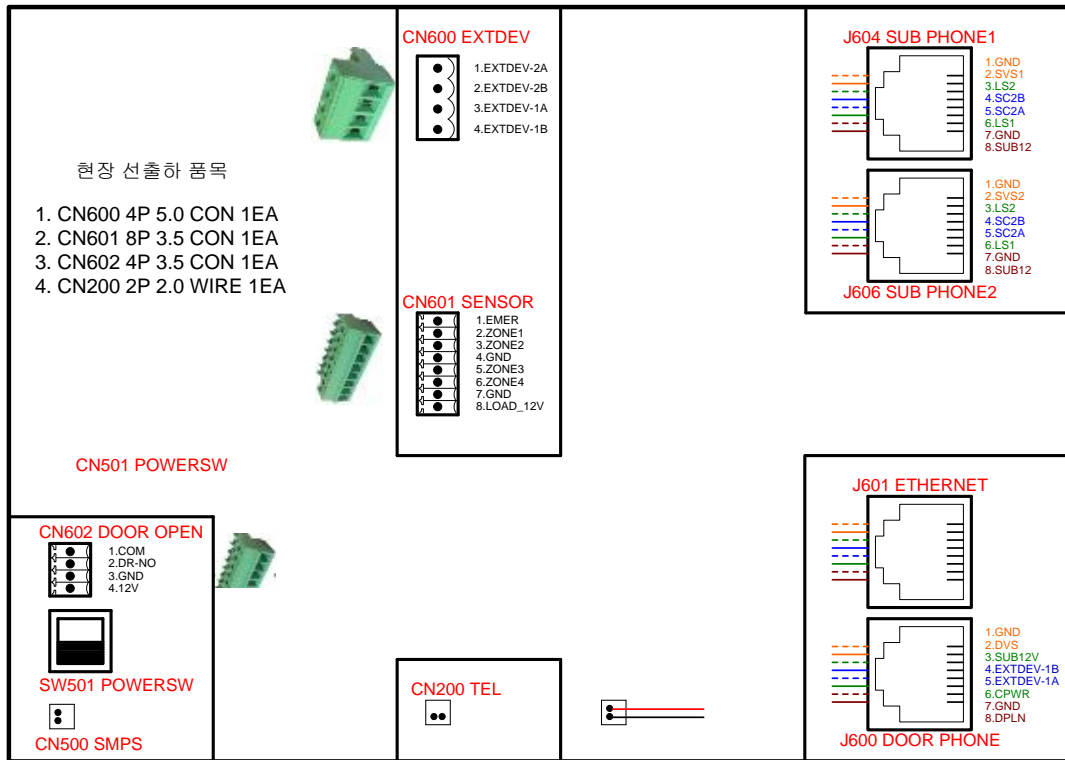 CN600 EXTDEV
1.EXTDEV-2A
2.EXTDEV-2B
3.EXTDEV-1A
4.EXTDEV-1B
J604 SUB PHONE1
1.GND
2.SVS1
3.LS2
4.SC2B
5.SC2A
6.LS1
7.GND
8.SUB12
현장 선출하 품목
1. CN600 4P 5.0 CON 1EA
2. CN601 8P 3.5 CON 1EA
3. CN602 4P 3.5 CON 1EA
4. CN200 2P 2.0 WIRE 1EA
1.GND
2.SVS2
3.LS2
4.SC2B
5.SC2A
6.LS1
7.GND
8.SUB12
J606 SUB PHONE2
CN601 SENSOR
1.EMER
2.ZONE1
3.ZONE2
4.GND
5.ZONE3
6.ZONE4
7.GND
8.LOAD_12V
CN501 POWERSW
CN602 DOOR OPEN
1.COM
2.DR-NO
3.GND
4.12V
SW501 POWERSW
CN500 SMPS
CN200 TEL
J601 ETHERNET
1.GND
2.DVS
3.SUB12V
4.EXTDEV-1B
5.EXTDEV-1A
6.CPWR
7.GND
8.DPLN
J600 DOOR PHONE